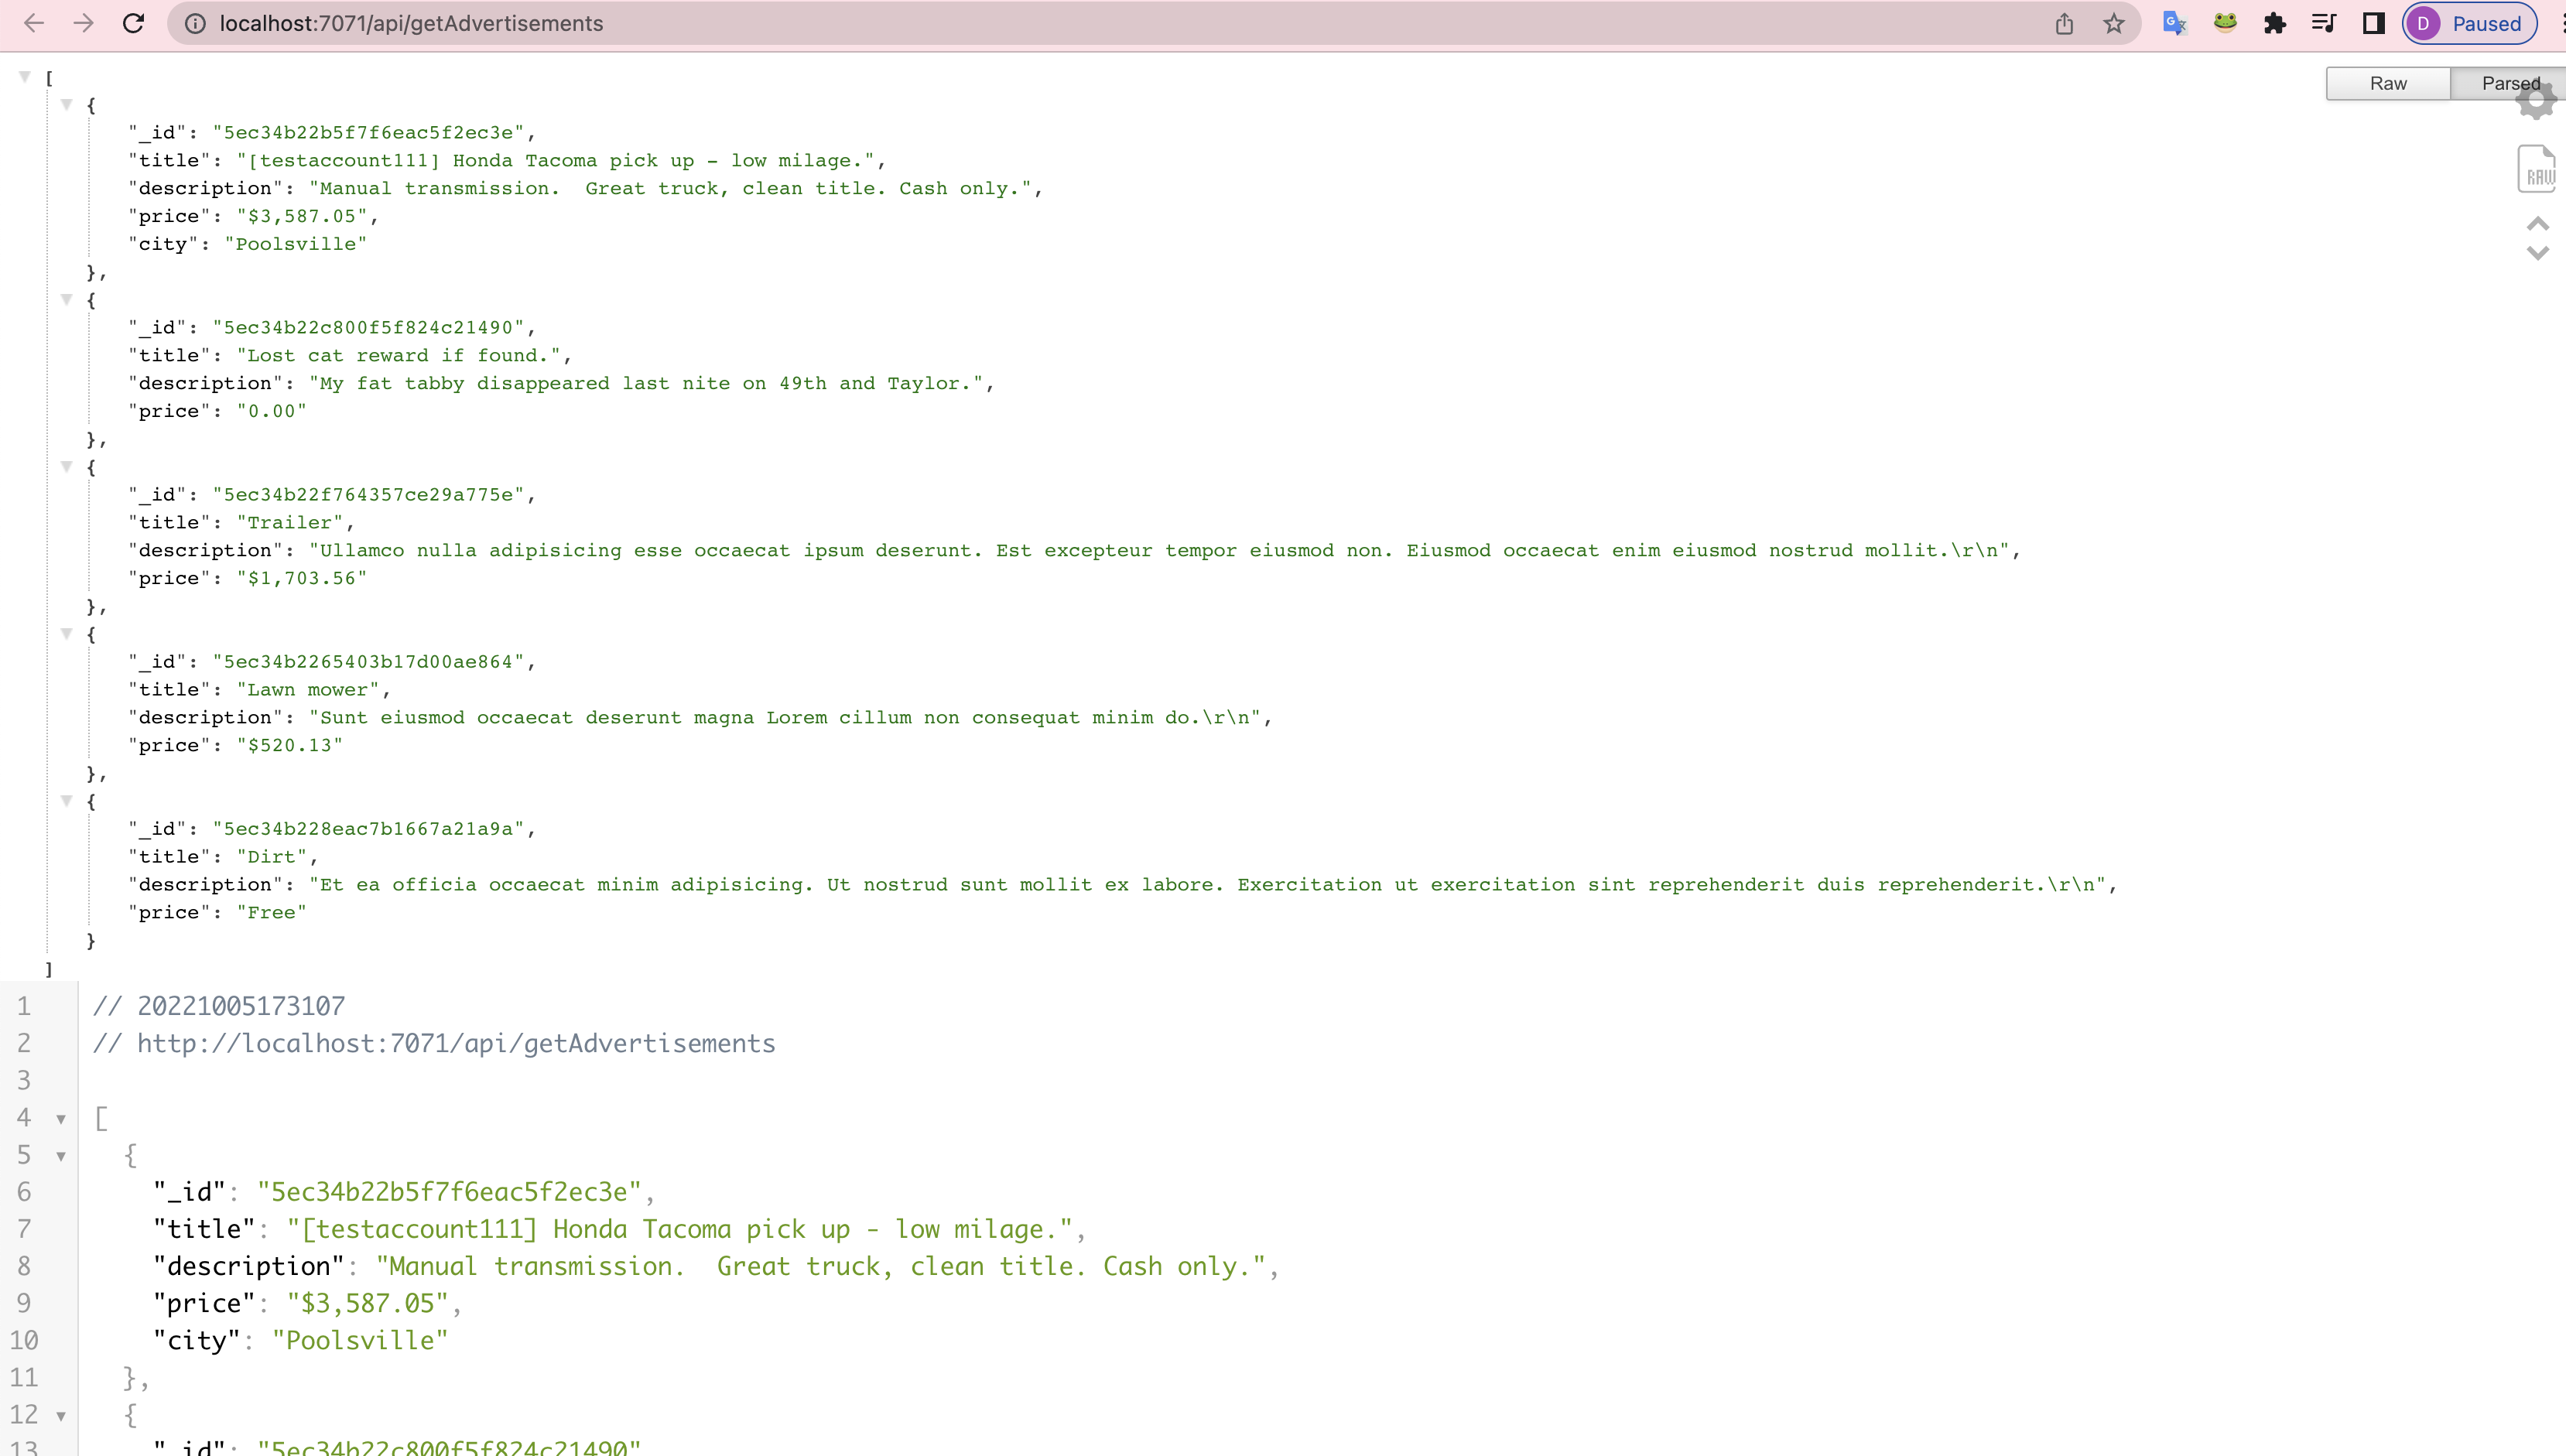 localhost:7071/api/getAdvertisements
D Paused
Raw Parsed
[
{
"_id": "5ec34b22b5f7f6eac5f2ec3e",
"title": "[testaccount111] Honda Tacoma pick up - low milage.",
"description": "Manual transmission.  Great truck, clean title. Cash only.",
"price": "$3,587.05",
"city": "Poolsville"
},
{
"_id": "5ec34b22c800f5f824c21490",
"title": "Lost cat reward if found.",
"description": "My fat tabby disappeared last nite on 49th and Taylor.",
"price": "0.00"
},
{
"_id": "5ec34b22f764357ce29a775e",
"title": "Trailer",
"description": "Ullamco nulla adipisicing esse occaecat ipsum deserunt. Est excepteur tempor eiusmod non. Eiusmod occaecat enim eiusmod nostrud mollit.\r\n",
"price": "$1,703.56"
},
{
"_id": "5ec34b2265403b17d00ae864",
"title": "Lawn mower",
"description": "Sunt eiusmod occaecat deserunt magna Lorem cillum non consequat minim do.\r\n",
"price": "$520.13"
},
{
"_id": "5ec34b228eac7b1667a21a9a",
"title": "Dirt",
"description": "Et ea officia occaecat minim adipisicing. Ut nostrud sunt mollit ex labore. Exercitation ut exercitation sint reprehenderit duis reprehenderit.\r\n",
"price": "Free"
}
]
RAW
1 // 20221005173107
2 // http://localhost:7071/api/getAdvertisements
3
4 [
5 {
6 "_id": "5ec34b22b5f7f6eac5f2ec3e",
7 "title": "[testaccount111] Honda Tacoma pick up - low milage.",
8 "description": "Manual transmission.  Great truck, clean title. Cash only.",
9 "price": "$3,587.05",
10 "city": "Poolsville"
11 },
12 {
13 "_id": "5ec34b22c800f5f824c21490"